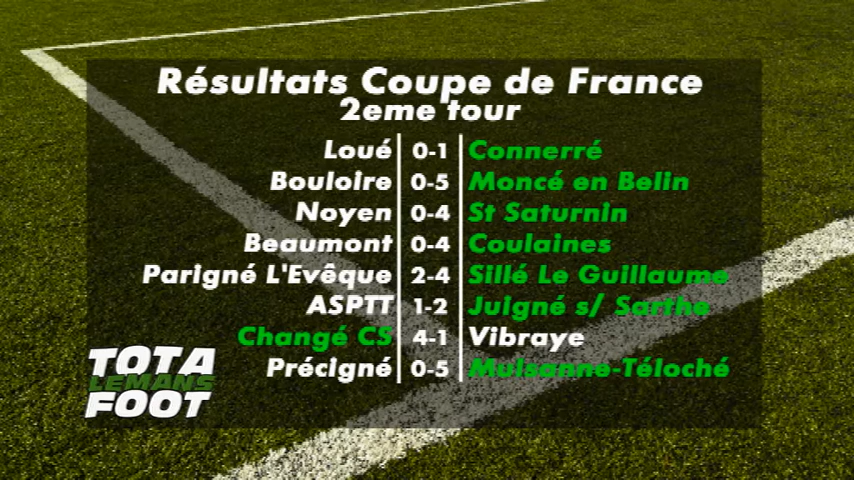 Résultats Coupe de France
2eme tour
Loué 0-1 Connerré
Bouloire 0-5 Moncé en Belin
Noyen 0-4 St Saturnin
Beaumont 0-4 Coulaines
Parigné L'Evêque 2-4 Sillé Le Guillaume
ASPTT 1-2 Juigné s/ Sarthe
Changé CS 4-1 Vibraye
Précigné 0-5 Mulsanne-Téloché
TOTA
LEMANS
FOOT